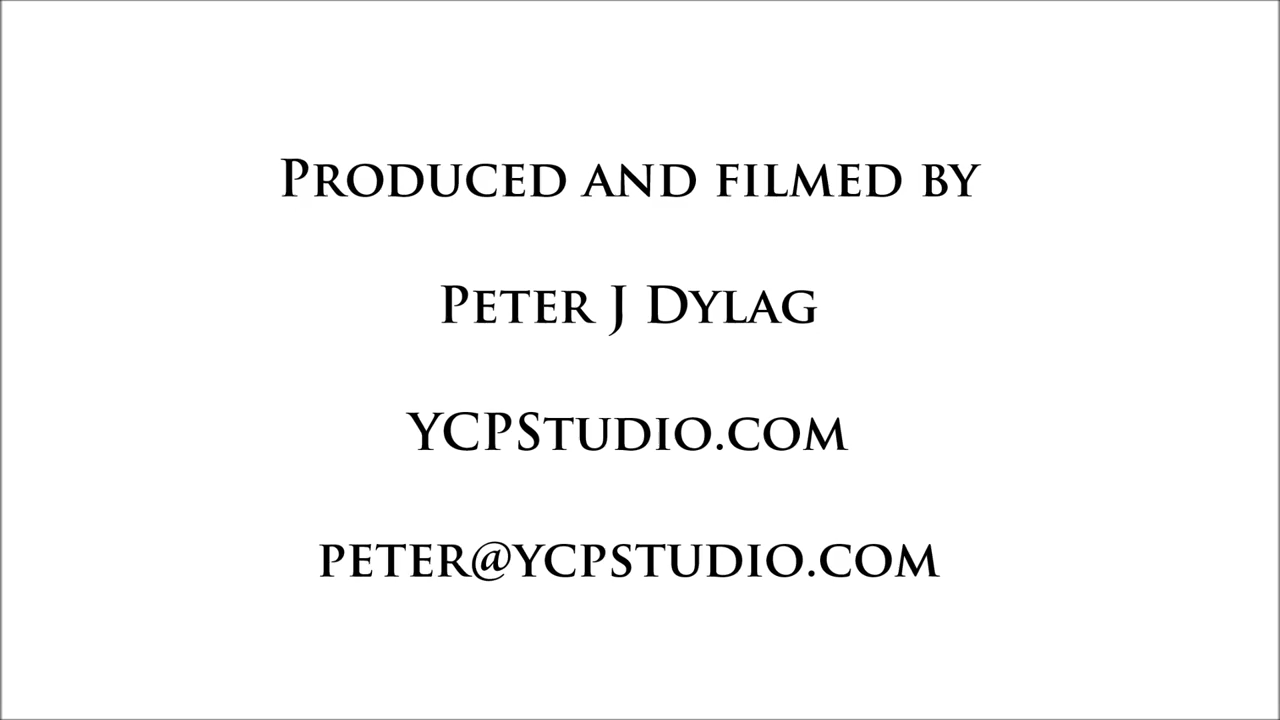 Produced and filmed by
Peter J Dylag
YCPStudio.com
peter@ycpstudio.com